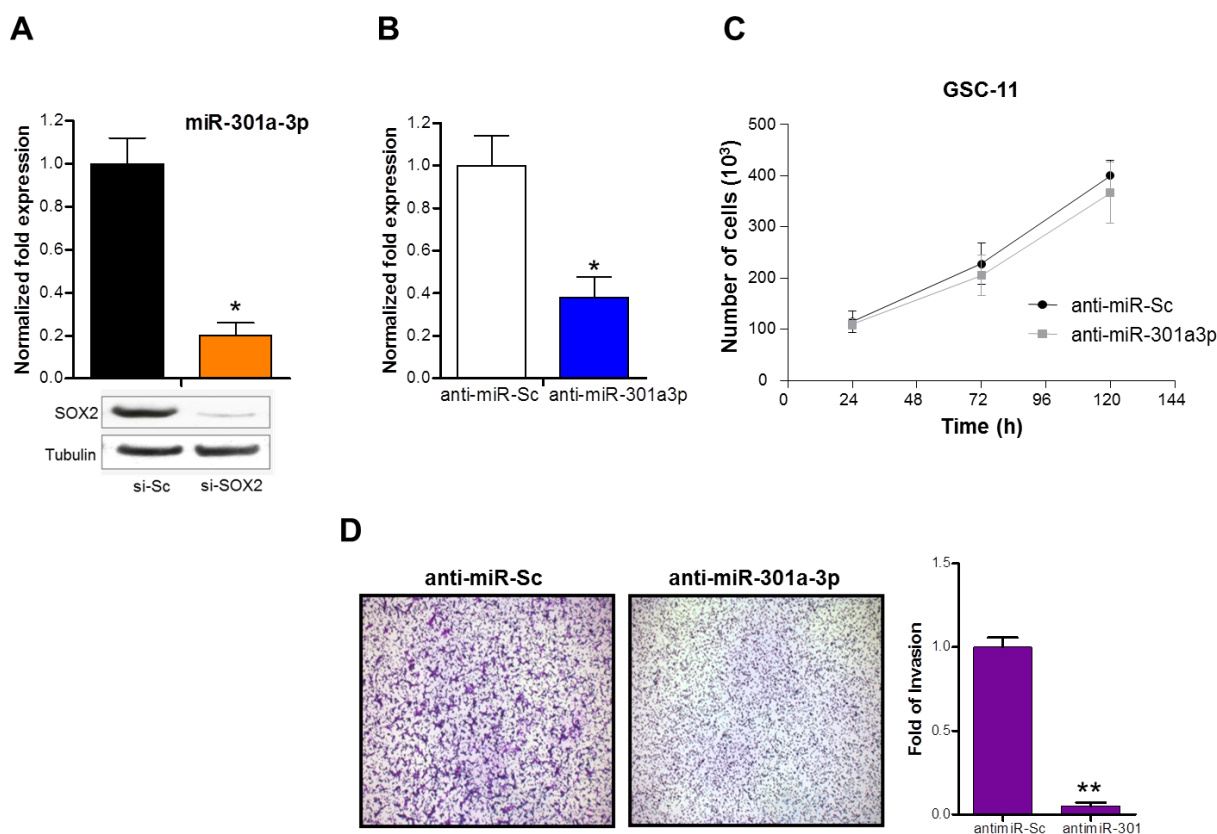 A
miR-301a-3p
Normalized fold expression
1.2
1.0
0.8
0.6
0.4
0.2
0.0
*
SOX2
Tubulin
si-Sc si-SOX2
B
Normalized fold expression
1.2
1.0
0.8
0.6
0.4
0.2
0.0
*
anti-miR-Sc anti-miR-301a3p
C
GSC-11
Number of cells (10³)
500
400
300
200
100
0
anti-miR-Sc
anti-miR-301a3p
0 24 48 72 96 120 144
Time (h)
D
anti-miR-Sc
anti-miR-301a-3p
Fold of Invasion
1.5
1.0
0.5
0.0
**
antimiR-Sc antimiR-301